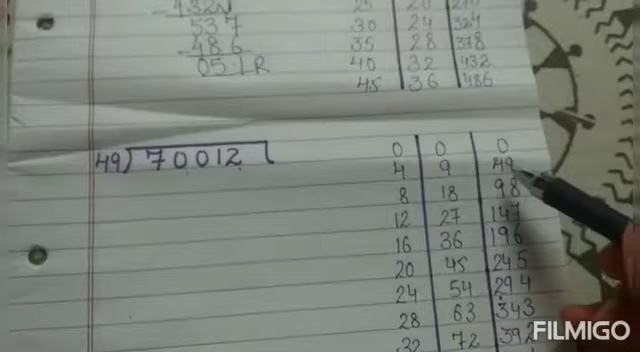 432
25 20 270
537
30 24 324
486
35 28 378
051 R
40 32 432
45 36 486
49) 70012
0 0 0
4 9 49
8 18 98
12 27 147
16 36 196
20 45 245
24 54 294
28 63 343
32 72 392
FILMIGO